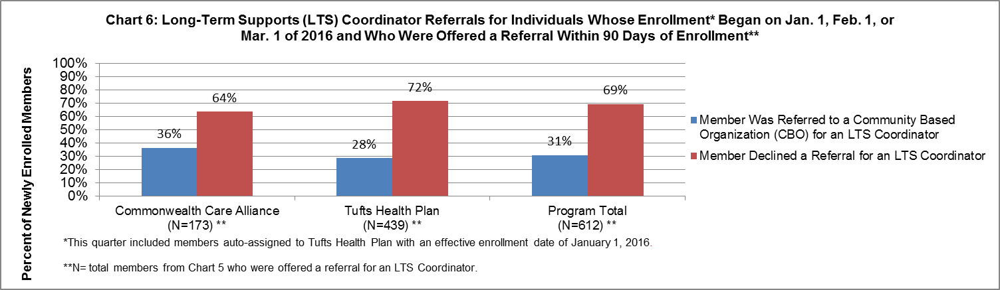 Chart 6: Long-Term Supports (LTS) Coordinator Referrals for Individuals Whose Enrollment* Began on Jan. 1, Feb. 1, or
Mar. 1 of 2016 and Who Were Offered a Referral Within 90 Days of Enrollment**
Percent of Newly Enrolled Members
100%
90%
80%
70%
60%
50%
40%
30%
20%
10%
0%
36%
64%
28%
72%
31%
69%
Commonwealth Care Alliance
(N=173) **
Tufts Health Plan
(N=439) **
Program Total
(N=612) **
Member Was Referred to a Community Based
Organization (CBO) for an LTS Coordinator
Member Declined a Referral for an LTS Coordinator
*This quarter included members auto-assigned to Tufts Health Plan with an effective enrollment date of January 1, 2016.
**N= total members from Chart 5 who were offered a referral for an LTS Coordinator.